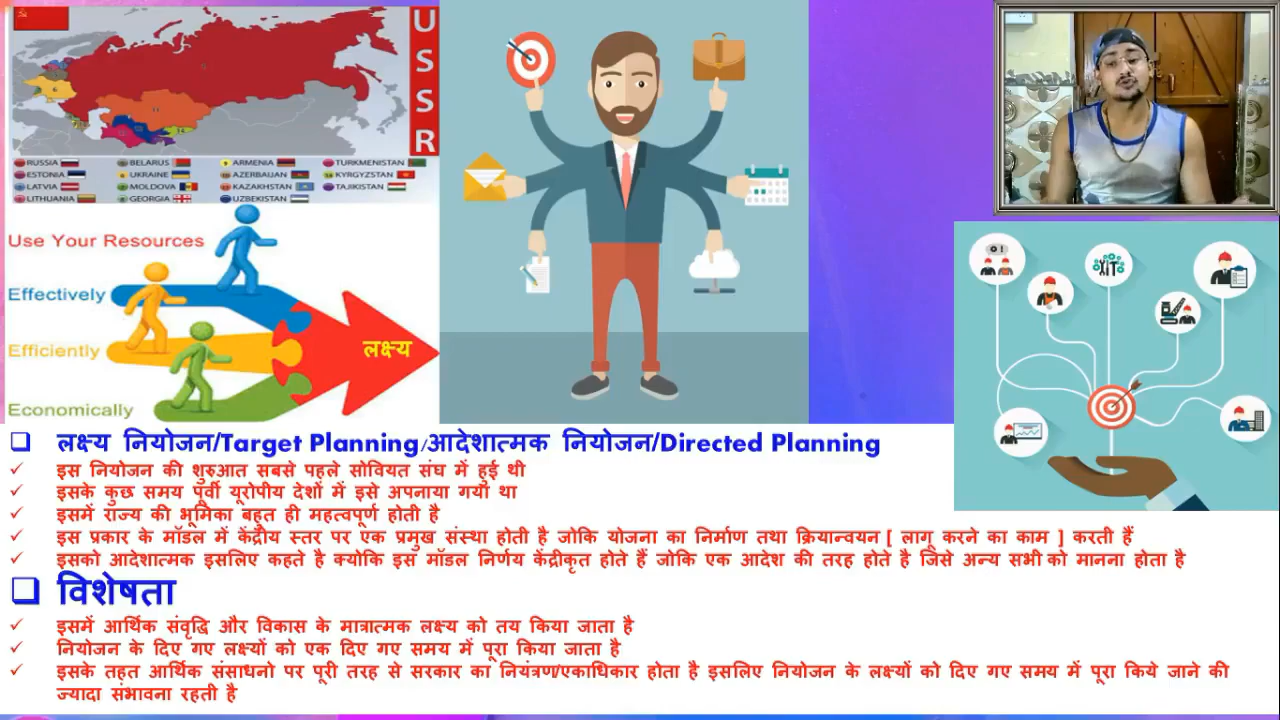 USSR
RUSSIA
BELARUS
ARMENIA
TURKMENISTAN
ESTONIA
UKRAINE
AZERBAIJAN
KYRGYZSTAN
LATVIA
MOLDOVA
KAZAKHSTAN
TAJIKISTAN
LITHUANIA
GEORGIA
UZBEKISTAN
Use Your Resources
Effectively
Efficiently
लक्ष्य
Economically
लक्ष्य नियोजन/Target Planning/आदेशात्मक नियोजन/Directed Planning
इस नियोजन की शुरुआत सबसे पहले सोवियत संघ में हुई थी
इसके कुछ समय पूर्वी यूरोपीय देशों में इसे अपनाया गया था
इसमें राज्य की भूमिका बहुत ही महत्वपूर्ण होती है
इस प्रकार के मॉडल में केंद्रीय स्तर पर एक प्रमुख संस्था होती है जोकि योजना का निर्माण तथा क्रियान्वयन [ लागू करने का काम ] करती हैं
इसको आदेशात्मक इसलिए कहते है क्योकि इस मॉडल निर्णय केंद्रीकृत होते हैं जोकि एक आदेश की तरह होते है जिसे अन्य सभी को मानना होता है
विशेषता
इसमें आर्थिक संवृद्धि और विकास के मात्रात्मक लक्ष्य को तय किया जाता है
नियोजन के दिए गए लक्ष्यों को एक दिए गए समय में पूरा किया जाता है
इसके तहत आर्थिक संसाधनो पर पूरी तरह से सरकार का नियंत्रण/एकाधिकार होता है इसलिए नियोजन के लक्ष्यों को दिए गए समय में पूरा किये जाने की
ज्यादा संभावना रहती है